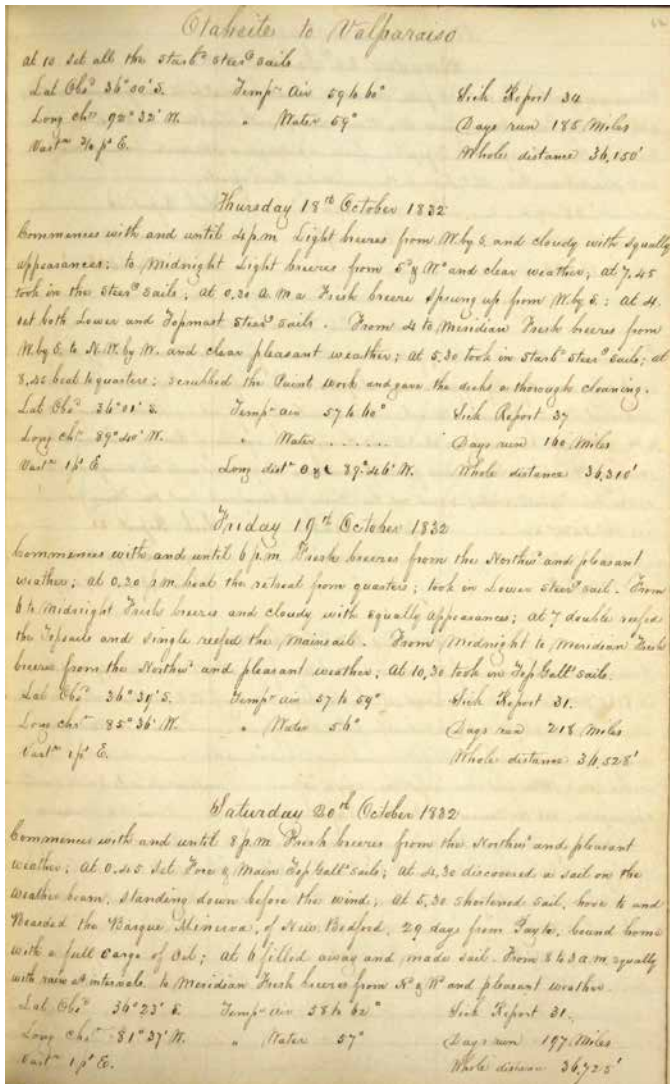 Otaheite to Valparaiso
at 10 set all the Starbd Steerg Sails
Lat Obsd 36°00' S. Tempr Air 59 to 60° Sick Report 34
Long chr 92°32' W. " Water 59° Days run 185 Miles
Varn ¾ pt E. Whole distance 36,150'
Thursday 18th October 1832
Commences with and until 4 p.m. Light breezes from W. by S. and cloudy with squally
appearances; to Midnight Light breezes from Sd & Wd and clear weather; at 7.45
took in the Steerg Sails; at 0.20 A.M. a Fresh breeze sprung up from W. by S; at 4.
set both Lower and Topmast Steerg Sails. From 4 to Meridian Fresh breezes from
W. by S. to N.W. by W. and clear pleasant weather; at 5.30 took in Starbd Steerg Sails; at
8,45 beat to quarters; scrubbed the Paint work and gave the decks a thorough cleaning.
Lat Obsd 36°01' S. Tempr Air 57 to 60° Sick Report 37
Long chr 89°40' W. " Water ...... Days run 160 Miles
Varn 1 pt E Long distn O & ☾ 89°46' W. Whole distance 36,310'
Friday 19th October 1832
Commences with and until 6 p.m. Fresh breezes from the Northwd and pleasant
weather; at 0.20 p.m. beat the retreat from quarters; took in Lower Steerg Sail. From
6 to Midnight Fresh breezes and cloudy with squally appearances; at 7 double reefed
the Topsails and single reefed the Mainsail. From Midnight to Meridian Fresh
breezes from the Northwd and pleasant weather; at 10,30 took in Top Gallt Sails.
Lat Obsd 36°39' S. Tempr Air 57 to 59° Sick Report 31.
Long chr 85°36' W. " Water 56° Days run 218 Miles
Varn 1 pt E. Whole distance 36,528'
Saturday 20th October 1832
Commences with and until 8 p.m. Fresh breezes from the Northwd and pleasant
weather; at 0.45 set Fore & Main Top Gallt Sails; at 4,30 discovered a sail on the
weather beam, standing down before the wind; at 5,30 shortened sail, hove to and
Boarded the Barque Minerva, of New Bedford, 29 days from Payta, bound home
with a full cargo of Oil; at 6 filled away and made sail. From 8 to 3 a.m. squally
with rain at intervals to Meridian Fresh breezes from Nd & Wd and pleasant weather.
Lat Obsd 36°23' S. Tempr Air 58 to 62° Sick Report 31.
Long chr 81°37' W. " Water 57° Days run 197 Miles
Varn 1 pt E. Whole distance 36,725'